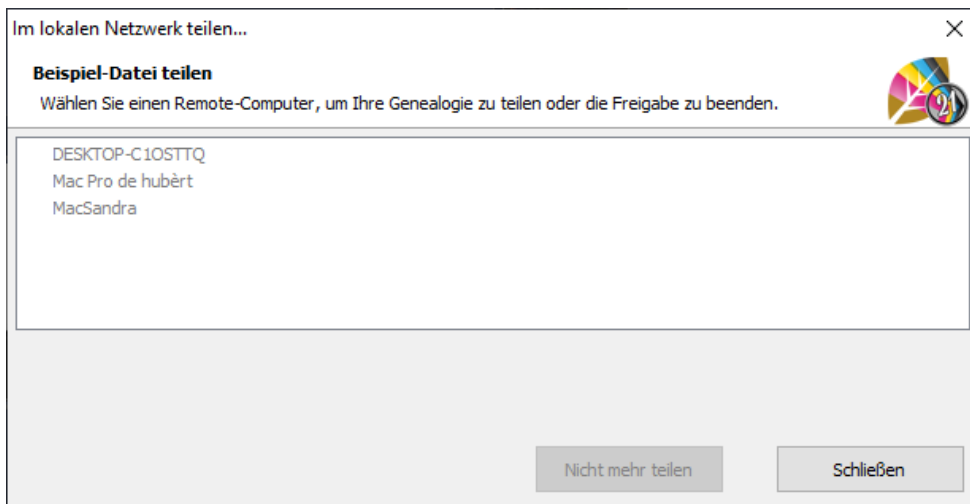 Im lokalen Netzwerk teilen...
Beispiel-Datei teilen
Wählen Sie einen Remote-Computer, um Ihre Genealogie zu teilen oder die Freigabe zu beenden.
21
DESKTOP-C1OSTTQ
Mac Pro de hubèrt
MacSandra
Nicht mehr teilen
Schließen